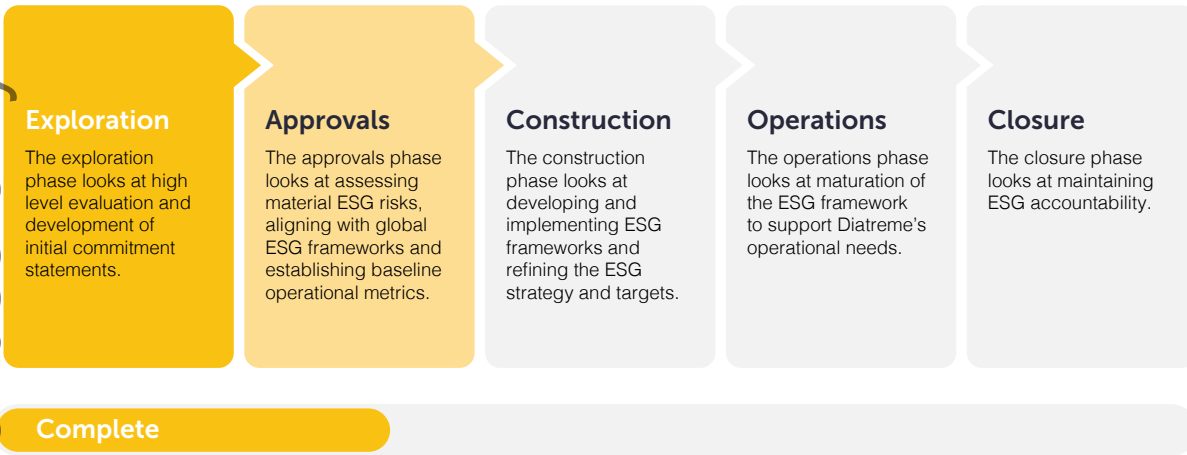 Exploration
The exploration
phase looks at high
level evaluation and
development of
initial commitment
statements.
Approvals
The approvals phase
looks at assessing
material ESG risks,
aligning with global
ESG frameworks and
establishing baseline
operational metrics.
Construction
The construction
phase looks at
developing and
implementing ESG
frameworks and
refining the ESG
strategy and targets.
Operations
The operations phase
looks at maturation of
the ESG framework
to support Diatreme’s
operational needs.
Closure
The closure phase
looks at maintaining
ESG accountability.
Complete